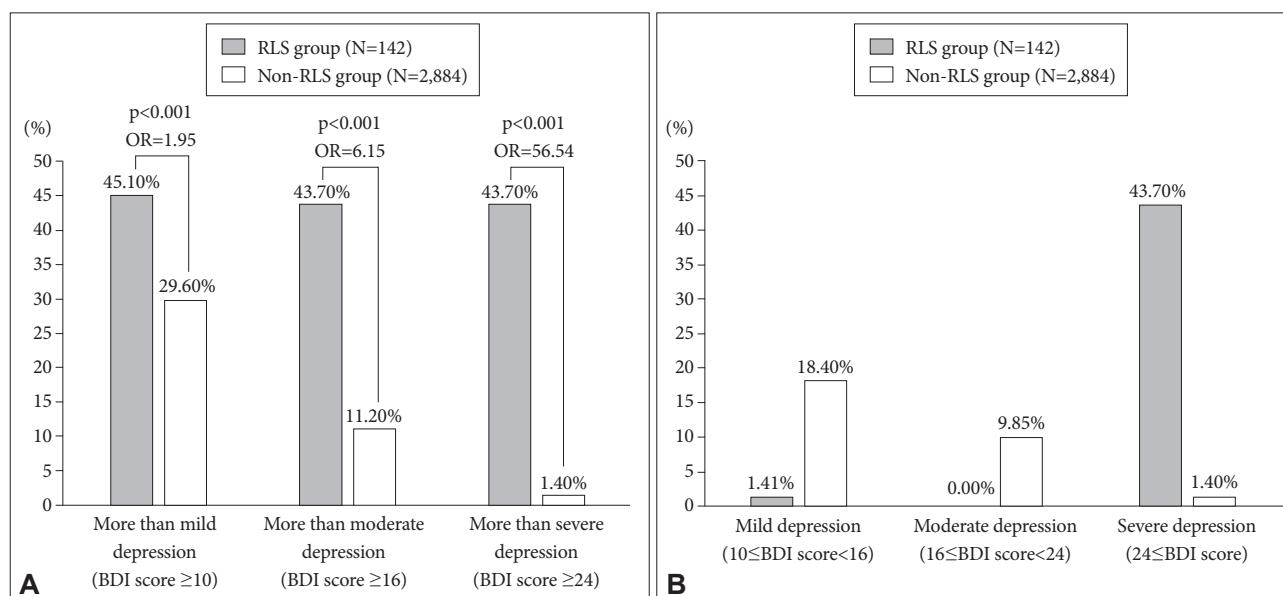 RLS group (N=142)
Non-RLS group (N=2,884)
p<0.001
OR=1.95
p<0.001
OR=6.15
p<0.001
OR=56.54
(%)
50
45
40
35
30
25
20
15
10
5
0
45.10%
29.60%
43.70%
11.20%
43.70%
1.40%
More than mild
depression
(BDI score ≥10)
More than moderate
depression
(BDI score ≥16)
More than severe
depression
(BDI score ≥24)
A
RLS group (N=142)
Non-RLS group (N=2,884)
(%)
50
45
40
35
30
25
20
15
10
5
0
1.41%
18.40%
0.00%
9.85%
43.70%
1.40%
Mild depression
(10≤BDI score<16)
Moderate depression
(16≤BDI score<24)
Severe depression
(24≤BDI score)
B